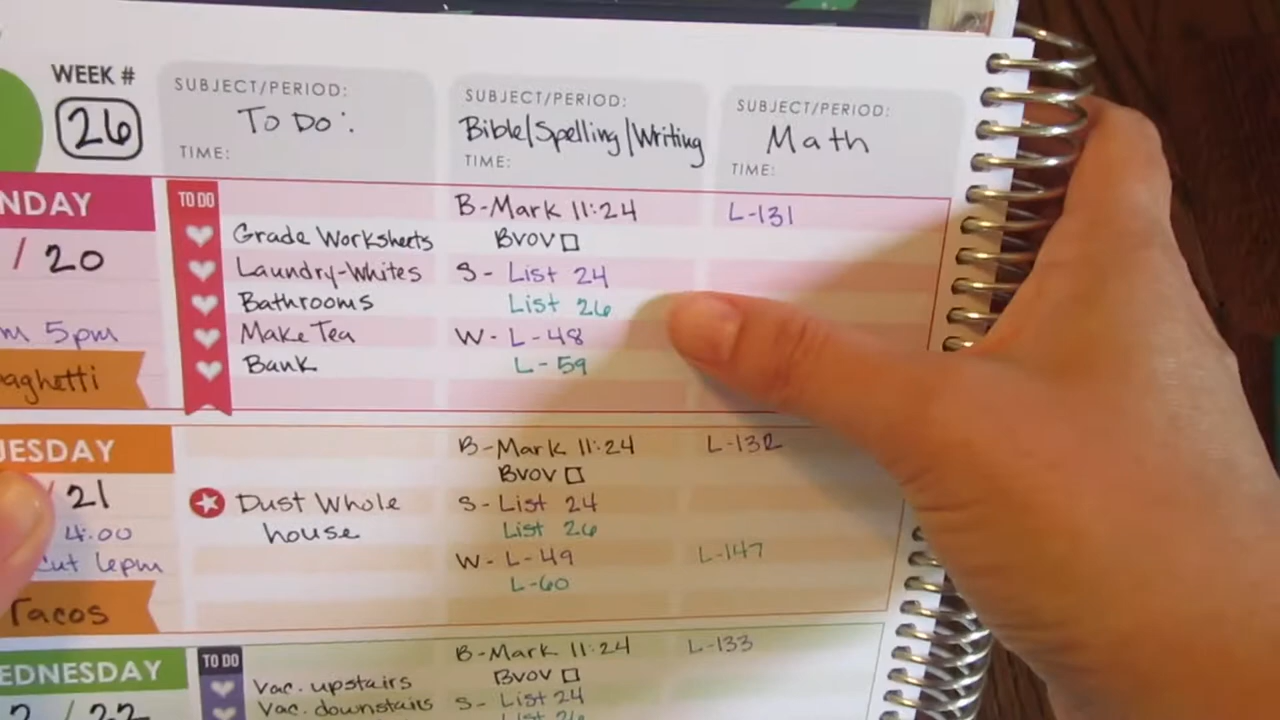 WEEK #
26
SUBJECT/PERIOD:
To Do:
TIME:
SUBJECT/PERIOD:
Bible/Spelling/Writing
TIME:
SUBJECT/PERIOD:
Math
TIME:
NDAY
/ 20
m 5pm
aghetti
TO DO
Grade Worksheets
Laundry-Whites
Bathrooms
Make Tea
Bank
B-Mark 11:24
BVOV
S - List 24
List 26
W - L-48
L-59
L-131
UESDAY
/ 21
4:00
cut 6pm
Tacos
Dust Whole
house
B-Mark 11:24
BVOV
S - List 24
List 26
W - L-49
L-60
L-132
L-147
EDNESDAY
2 / 22
TO DO
Vac. upstairs
Vac. downstairs
B-Mark 11:24
BVOV
S - List 24
List 26
L-133